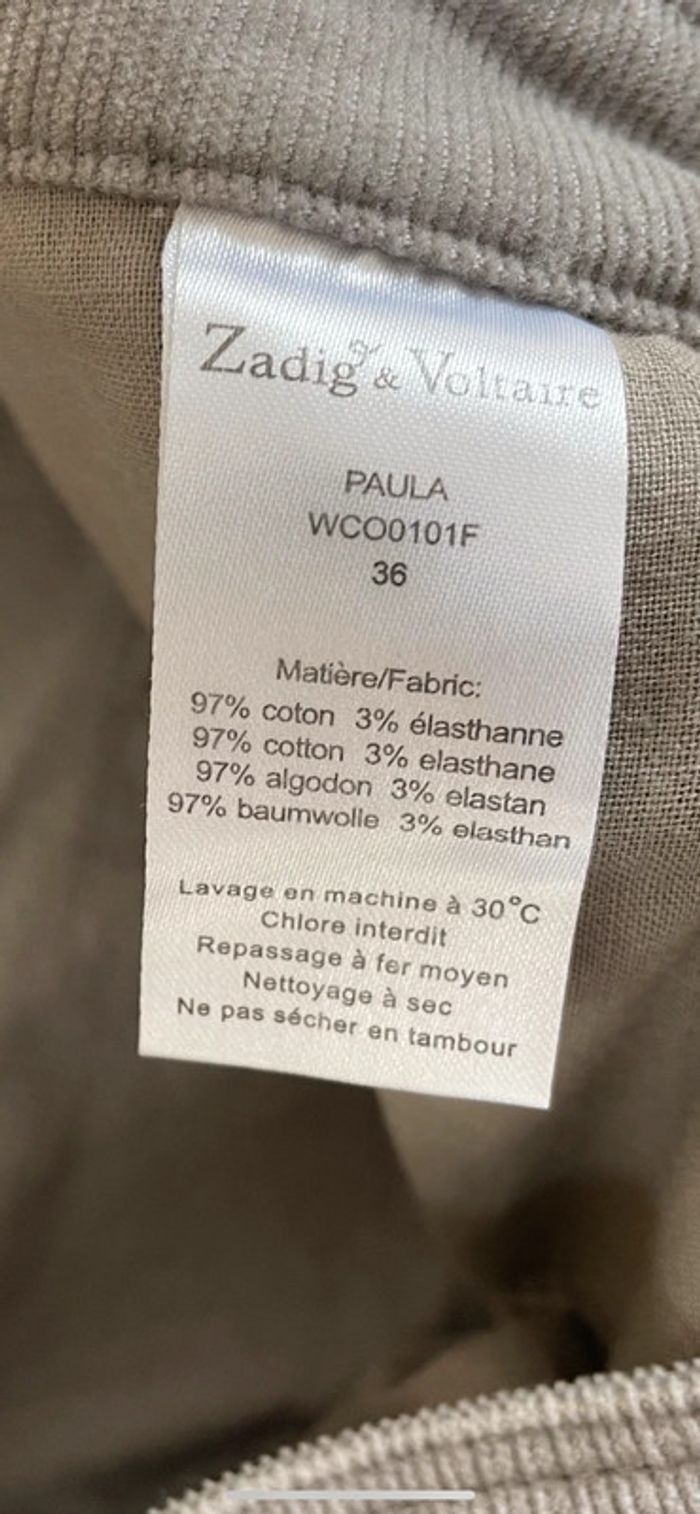 Zadig & Voltaire
PAULA
WCO0101F
36
Matière/Fabric:
97% coton 3% élasthanne
97% cotton 3% elasthane
97% algodon 3% elastan
97% baumwolle 3% elasthan
Lavage en machine à 30°C
Chlore interdit
Repassage à fer moyen
Nettoyage à sec
Ne pas sécher en tambour